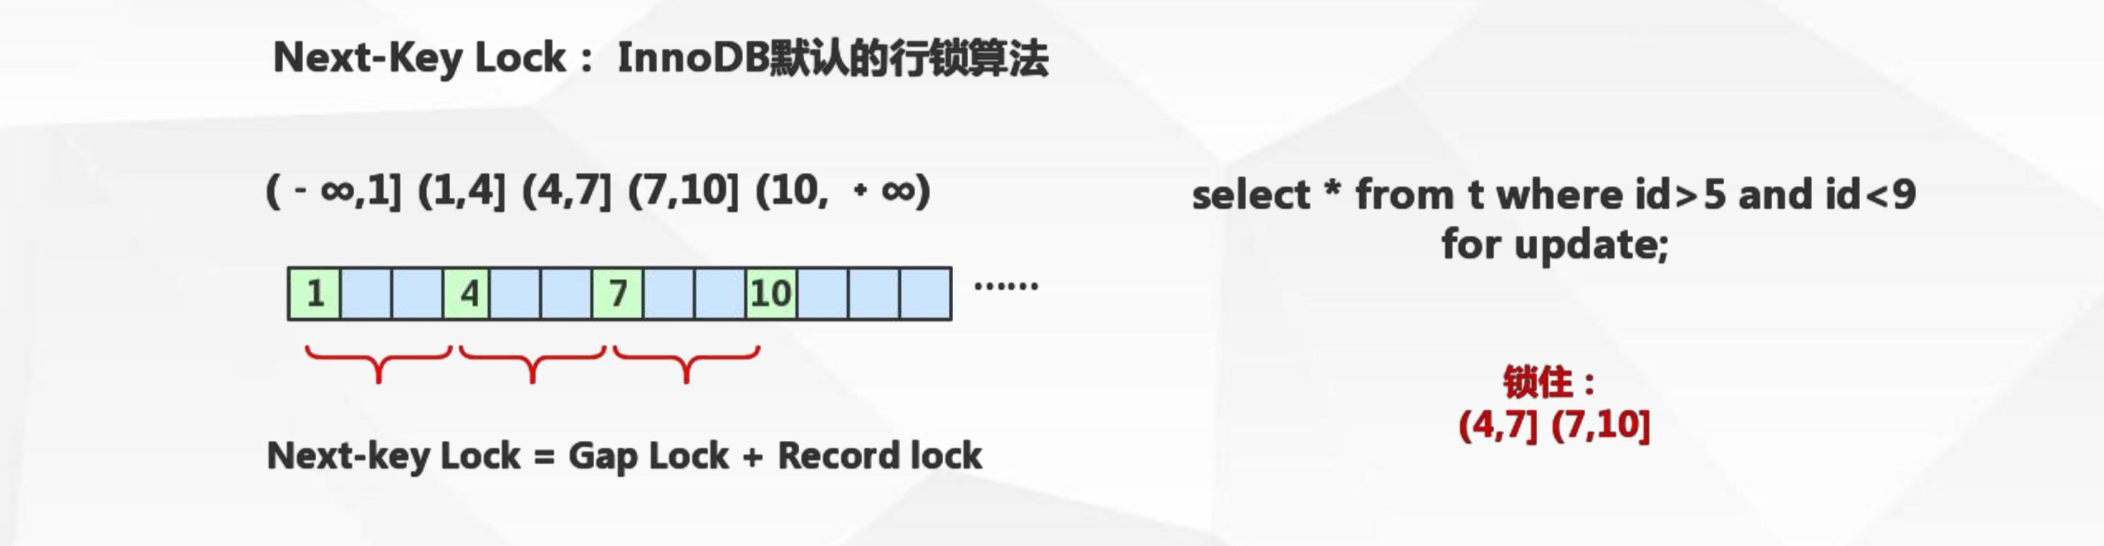 Next-Key Lock： InnoDB默认的行锁算法
( - ∞,1] (1,4] (4,7] (7,10] (10, +∞)
select * from t where id>5 and id<9
for update;
1 4 7 10 ······
锁住：
(4,7] (7,10]
Next-key Lock = Gap Lock + Record lock